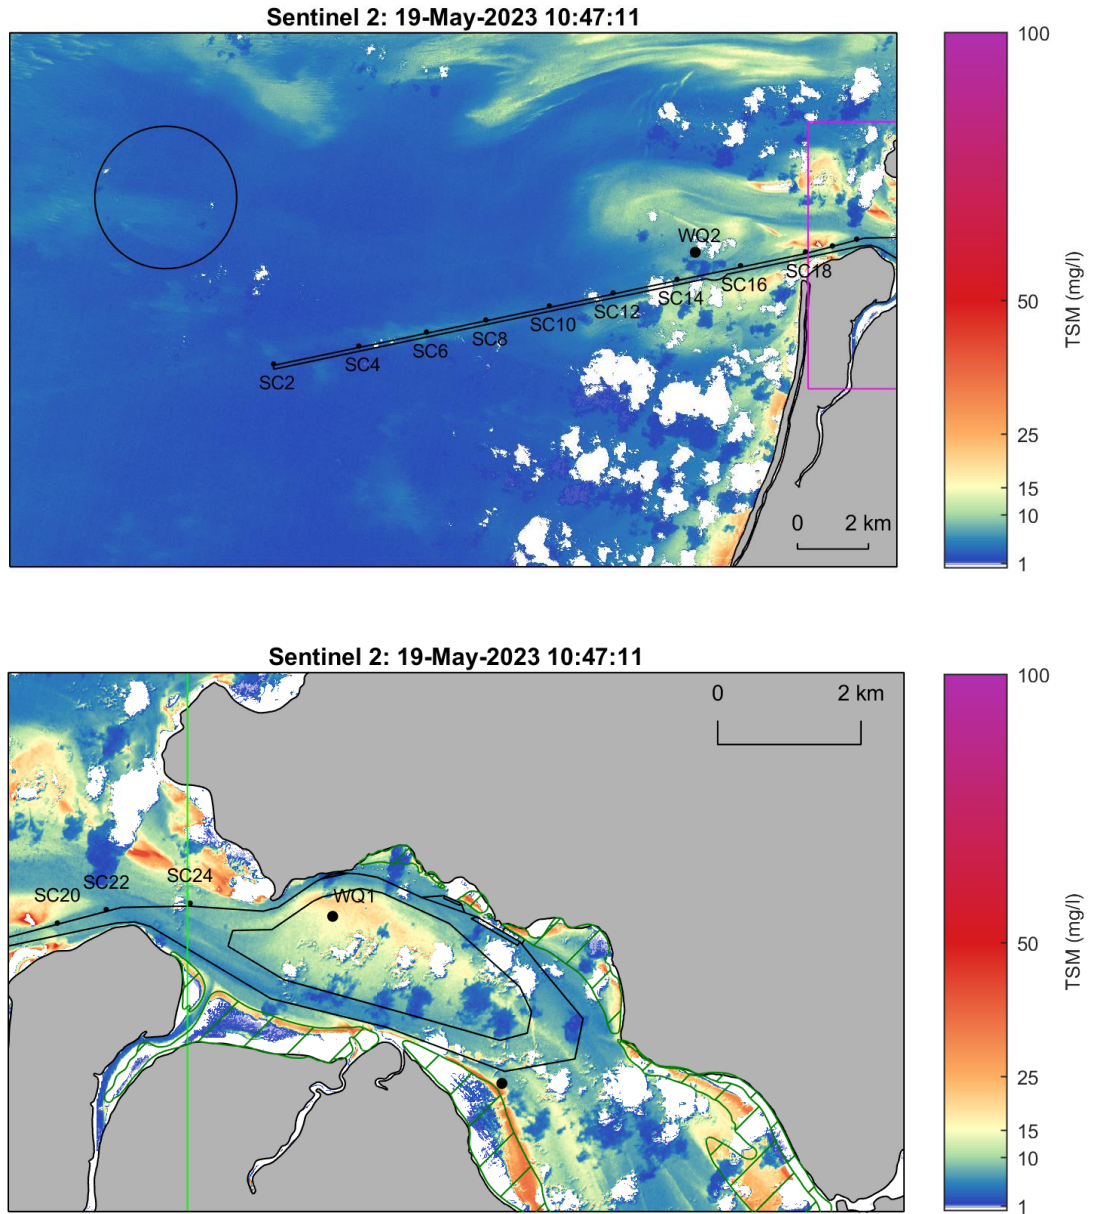 Sentinel 2: 19-May-2023 10:47:11
100
50
25
15
10
1
TSM (mg/l)
WQ2
SC18
SC16
SC14
SC12
SC10
SC8
SC6
SC4
SC2
0 2 km
Sentinel 2: 19-May-2023 10:47:11
0 2 km
100
50
25
15
10
1
TSM (mg/l)
SC24
SC22
SC20
WQ1